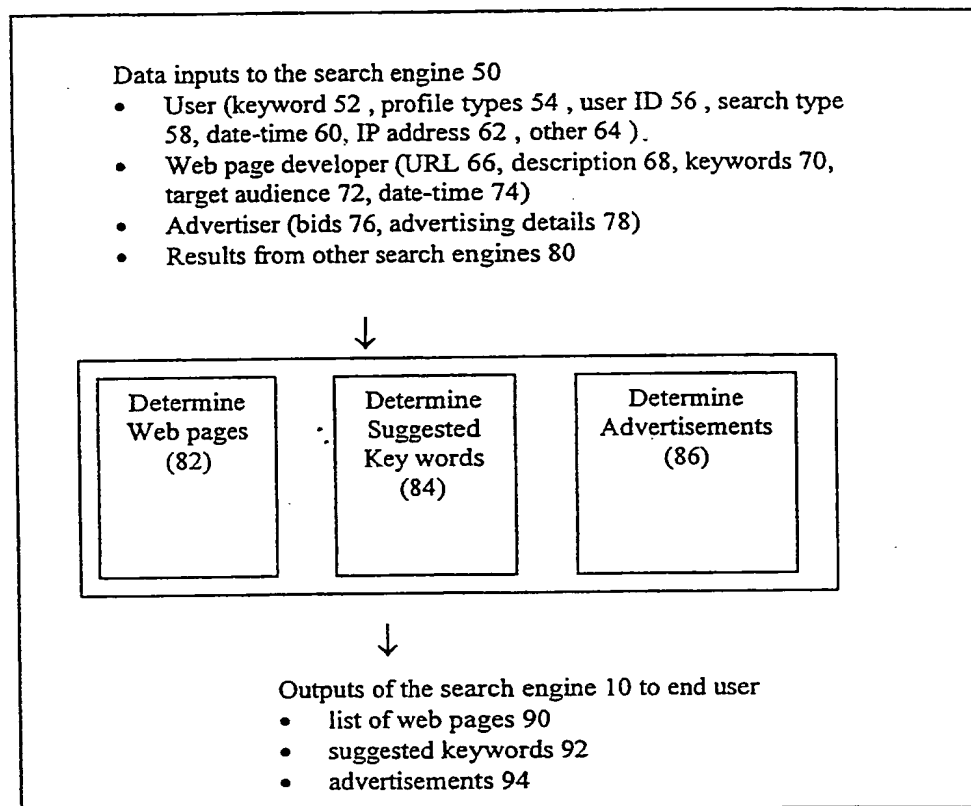 Data inputs to the search engine 50
• User (keyword 52 , profile types 54 , user ID 56 , search type
58, date-time 60, IP address 62 , other 64 ).
• Web page developer (URL 66, description 68, keywords 70,
target audience 72, date-time 74)
• Advertiser (bids 76, advertising details 78)
• Results from other search engines 80
↓
Determine
Web pages
(82)
Determine
Suggested
Key words
(84)
Determine
Advertisements
(86)
↓
Outputs of the search engine 10 to end user
• list of web pages 90
• suggested keywords 92
• advertisements 94